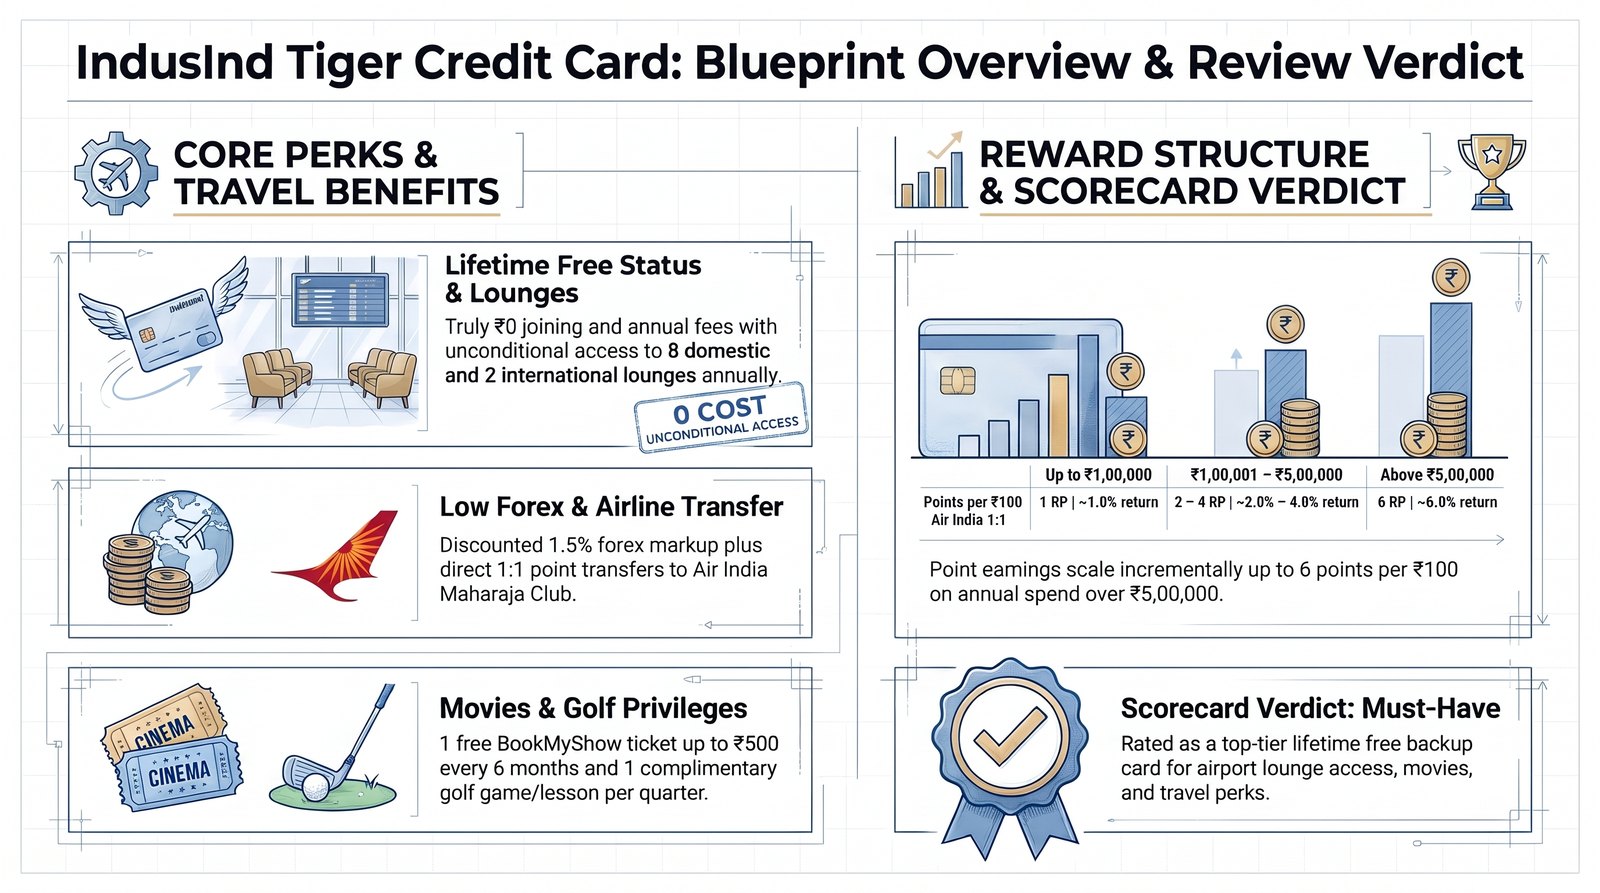 IndusInd Tiger Credit Card: Blueprint Overview & Review Verdict
CORE PERKS &
TRAVEL BENEFITS
Lifetime Free Status
& Lounges
Truly ₹0 joining and annual fees with
unconditional access to 8 domestic
and 2 international lounges annually.
0 COST
UNCONDITIONAL ACCESS
Low Forex & Airline Transfer
Discounted 1.5% forex markup plus
direct 1:1 point transfers to Air India
Maharaja Club.
CINEMA
CINEMA
Movies & Golf Privileges
1 free BookMyShow ticket up to ₹500
every 6 months and 1 complimentary
golf game/lesson per quarter.
REWARD STRUCTURE
& SCORECARD VERDICT
₹
₹
₹
₹
₹
₹
Up to ₹1,00,000
₹1,00,001 – ₹5,00,000
Above ₹5,00,000
Points per ₹100
Air India 1:1
1 RP | ~1.0% return
2 – 4 RP | ~2.0% – 4.0% return
6 RP | ~6.0% return
Point earnings scale incrementally up to 6 points per ₹100
on annual spend over ₹5,00,000.
Scorecard Verdict: Must-Have
Rated as a top-tier lifetime free backup
card for airport lounge access, movies,
and travel perks.